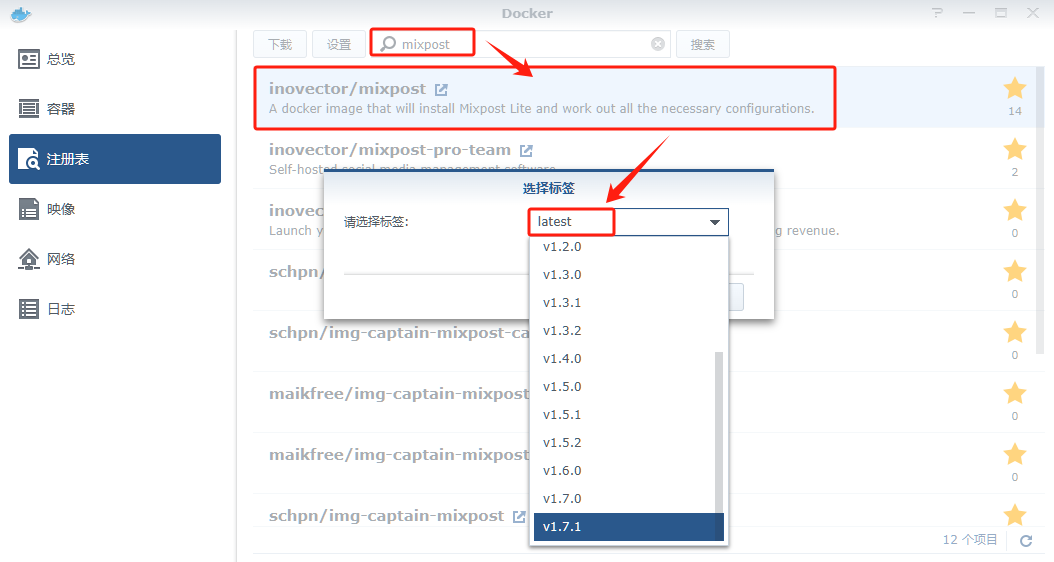 Docker
总览
容器
注册表
映像
网络
日志
下载
设置
mixpost
搜索
inovector/mixpost
A docker image that will install Mixpost Lite and work out all the necessary configurations.
14
inovector/mixpost-pro-team
Self-hosted social media management software.
2
选择标签
请选择标签:
latest
v1.2.0
v1.3.0
v1.3.1
v1.3.2
v1.4.0
v1.5.0
v1.5.1
v1.5.2
v1.6.0
v1.7.0
v1.7.1
inovec
Launch y
g revenue.
0
schpn/
0
schpn/img-captain-mixpost-ca
0
maikfree/img-captain-mixpost
0
maikfree/img-captain-mixpost
0
schpn/img-captain-mixpost
12 个项目